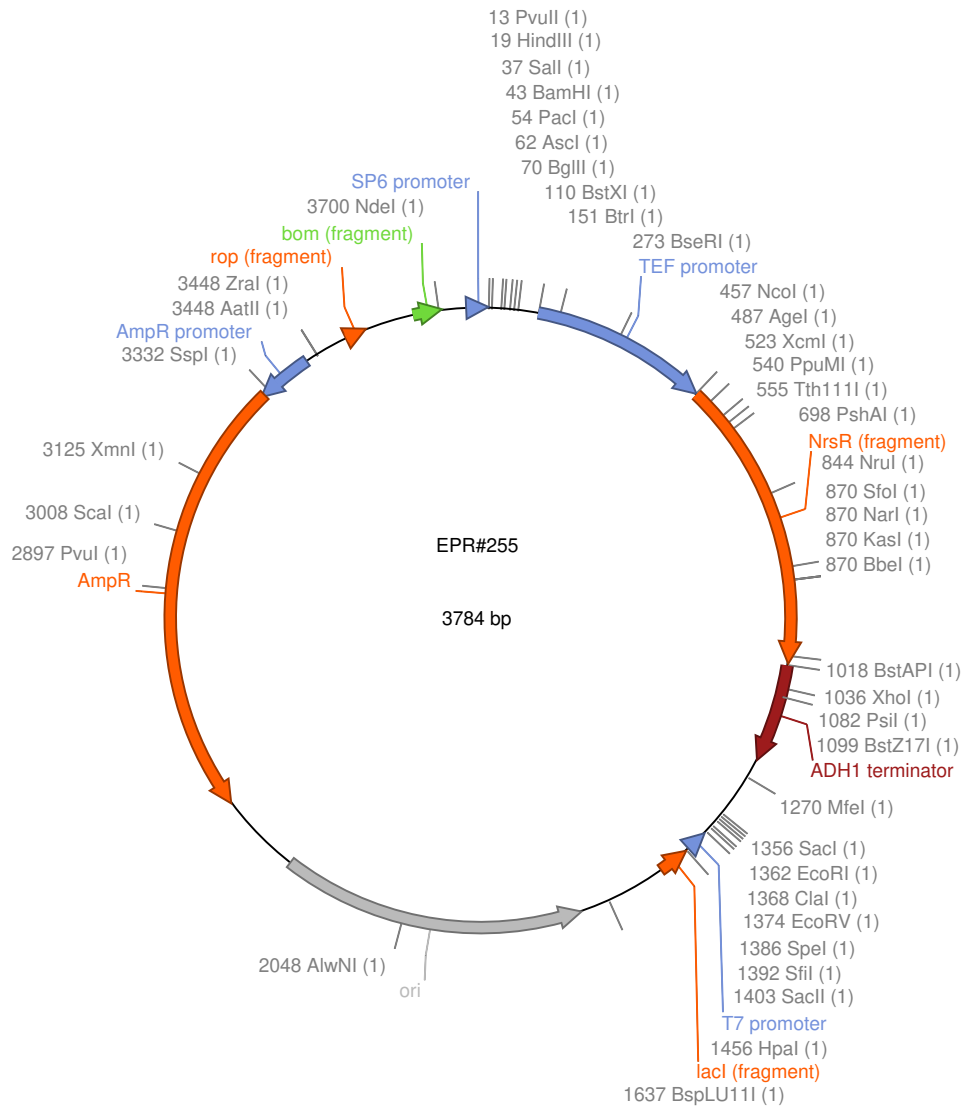 13 PvuII (1)
19 HindIII (1)
37 SalI (1)
43 BamHI (1)
54 PacI (1)
62 AscI (1)
70 BglII (1)
110 BstXI (1)
151 BtrI (1)
273 BseRI (1)
TEF promoter
457 NcoI (1)
487 AgeI (1)
523 XcmI (1)
540 PpuMI (1)
555 Tth111I (1)
698 PshAI (1)
NrsR (fragment)
844 NruI (1)
870 SfoI (1)
870 NarI (1)
870 KasI (1)
870 BbeI (1)
1018 BstAPI (1)
1036 XhoI (1)
1082 PsiI (1)
1099 BstZ17I (1)
ADH1 terminator
1270 MfeI (1)
1356 SacI (1)
1362 EcoRI (1)
1368 ClaI (1)
1374 EcoRV (1)
1386 SpeI (1)
1392 SfiI (1)
1403 SacII (1)
T7 promoter
1456 HpaI (1)
lacI (fragment)
1637 BspLU11I (1)
2048 AlwNI (1)
ori
AmpR
2897 PvuI (1)
3008 ScaI (1)
3125 XmnI (1)
3332 SspI (1)
AmpR promoter
3448 AatII (1)
3448 ZraI (1)
rop (fragment)
bom (fragment)
3700 NdeI (1)
SP6 promoter
EPR#255
3784 bp